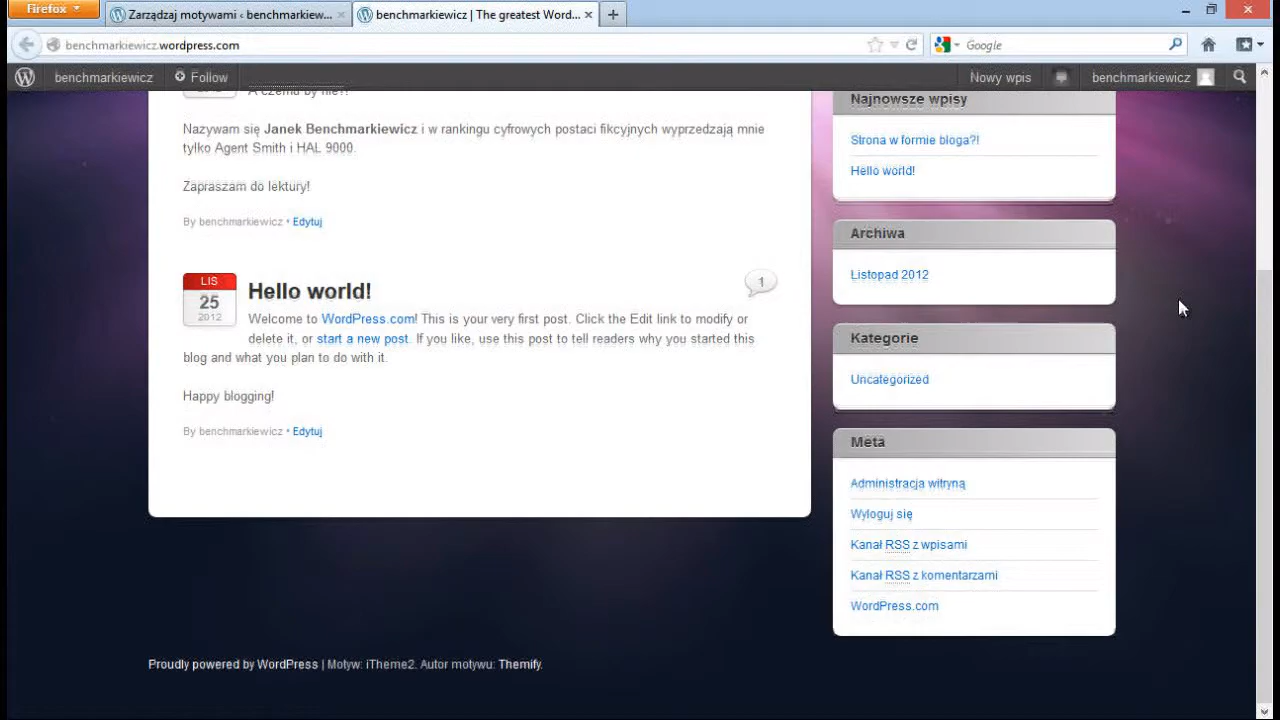 Firefox
Zarządzaj motywami ‹ benchmarkiew...
benchmarkiewicz | The greatest Word...
benchmarkiewicz.wordpress.com
Google
benchmarkiewicz
Follow
Nowy wpis
benchmarkiewicz
A czemu by nie?!
Nazywam się Janek Benchmarkiewicz i w rankingu cyfrowych postaci fikcyjnych wyprzedzają mnie
tylko Agent Smith i HAL 9000.
Zapraszam do lektury!
By benchmarkiewicz • Edytuj
LIS
25
2012
Hello world!
1
Welcome to WordPress.com! This is your very first post. Click the Edit link to modify or
delete it, or start a new post. If you like, use this post to tell readers why you started this
blog and what you plan to do with it.
Happy blogging!
By benchmarkiewicz • Edytuj
Najnowsze wpisy
Strona w formie bloga?!
Hello world!
Archiwa
Listopad 2012
Kategorie
Uncategorized
Meta
Administracja witryną
Wyloguj się
Kanał RSS z wpisami
Kanał RSS z komentarzami
WordPress.com
Proudly powered by WordPress | Motyw: iTheme2. Autor motywu: Themify.